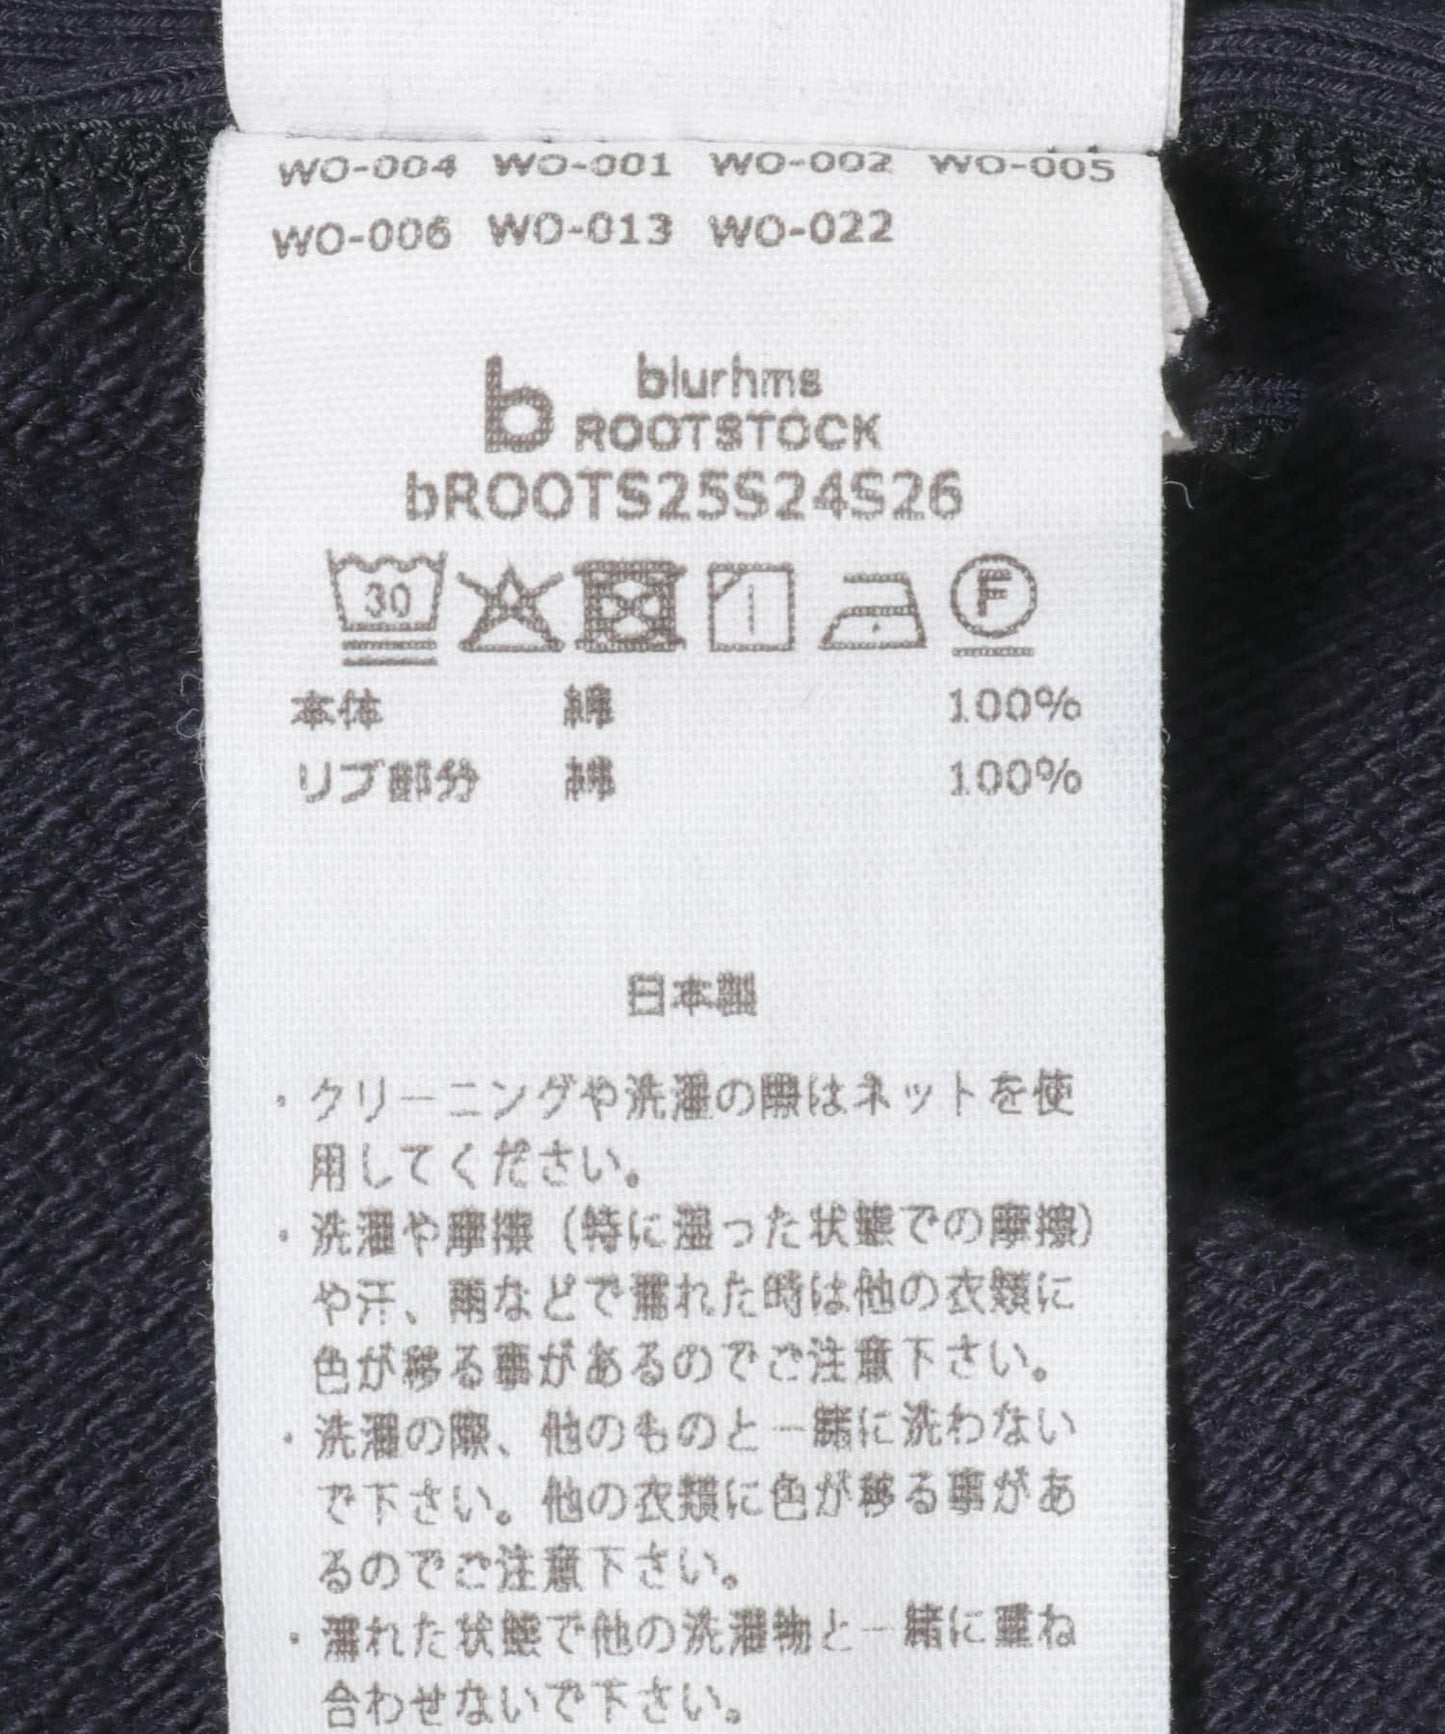 WO-004 WO-001 WO-002 WO-005
WO-006 WO-013 WO-022
b blurhms
ROOTSTOCK
bROOTS25S24S26
30 F
本体 綿 100%
リブ部分 綿 100%
日本製
・クリーニングや洗濯の際はネットを使
用してください。
・洗濯や摩擦（特に湿った状態での摩擦）
や汗、雨などで濡れた時は他の衣類に
色が移る事があるのでご注意下さい。
・洗濯の際、他のものと一緒に洗わない
で下さい。他の衣類に色が移る事があ
るのでご注意下さい。
・濡れた状態で他の洗濯物と一緒に重ね
合わせないで下さい。